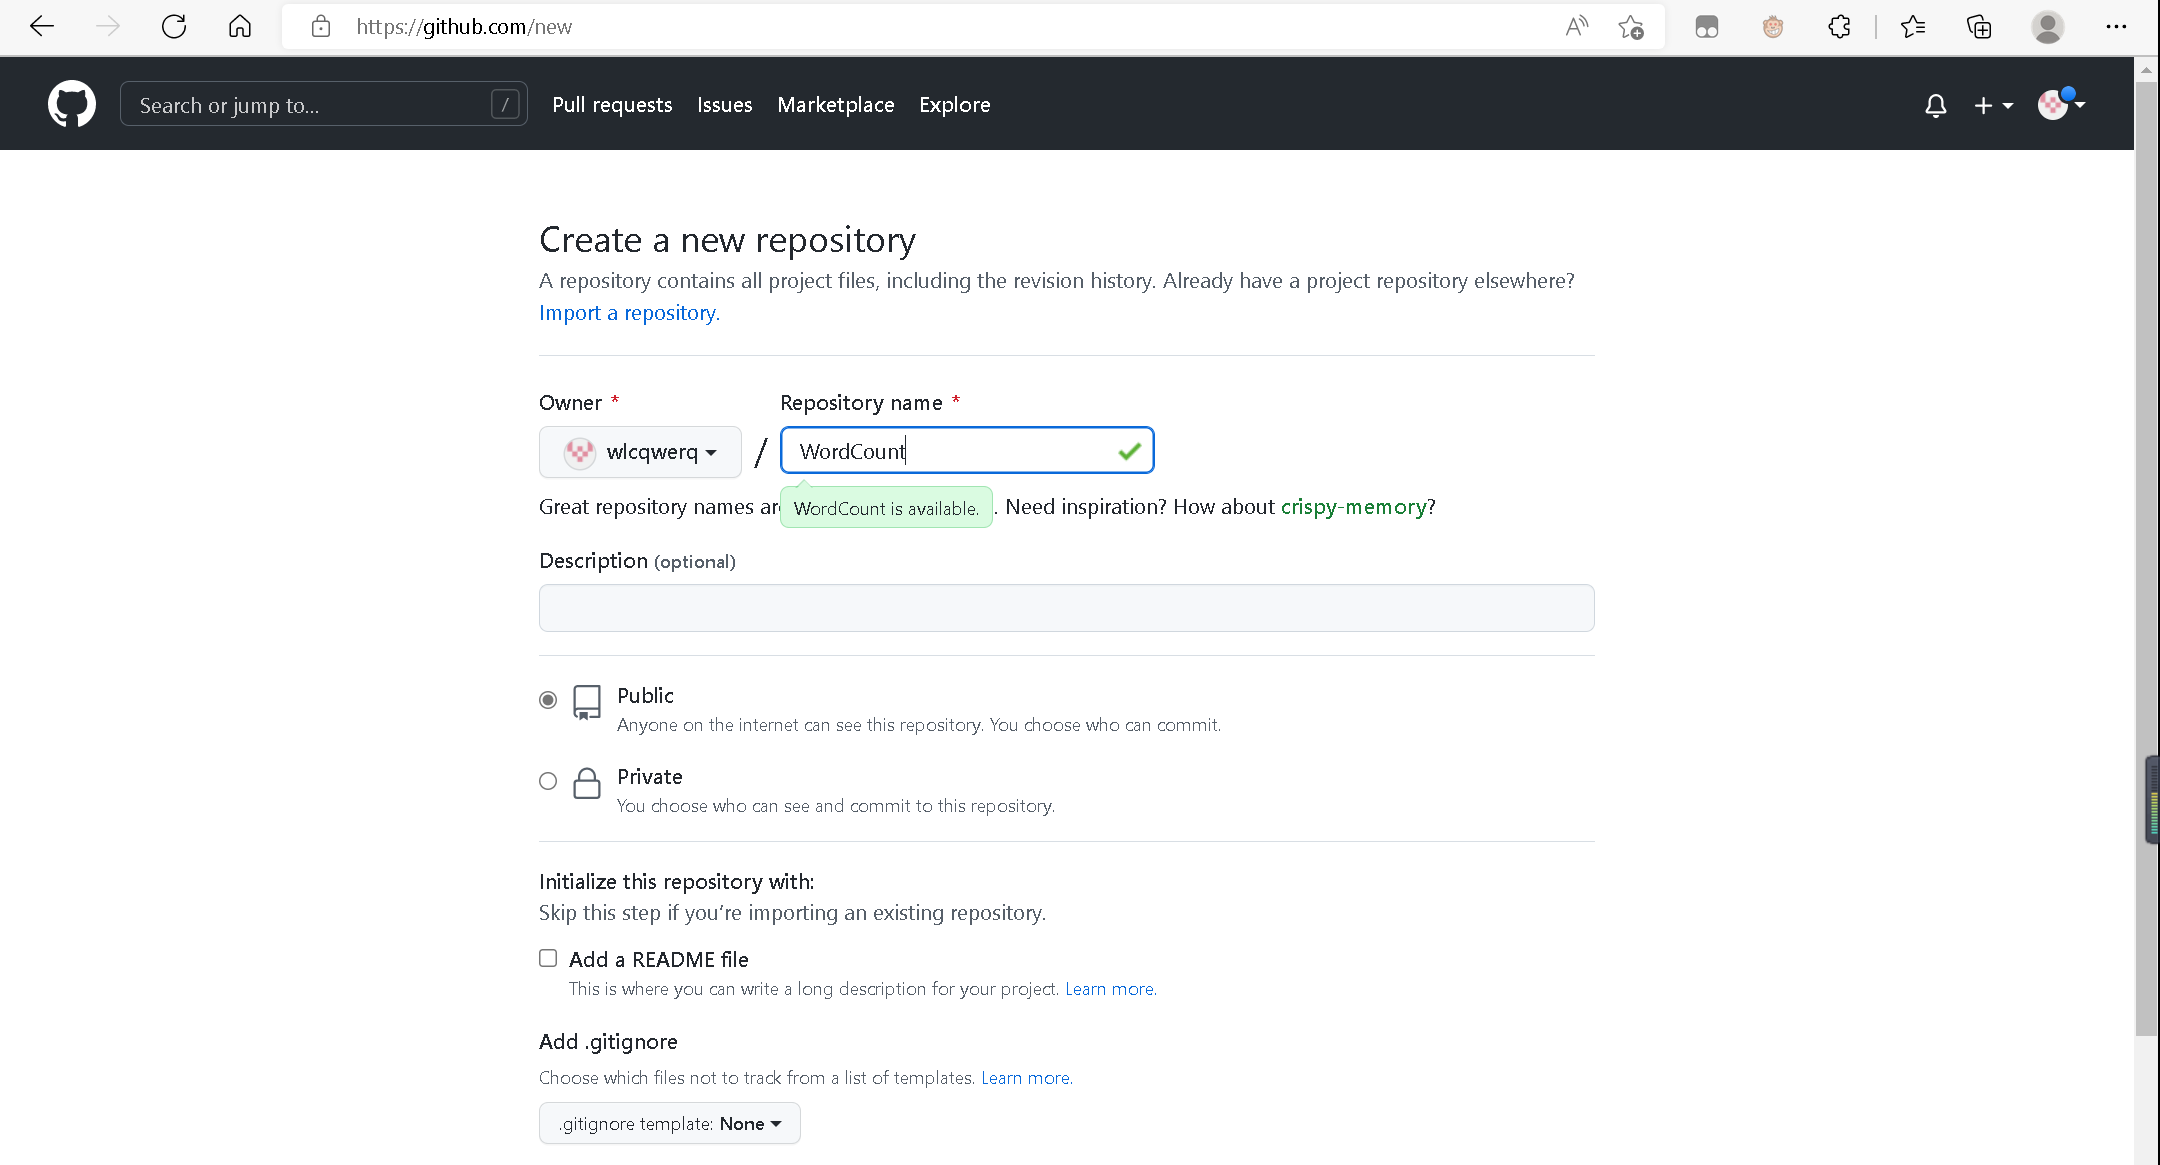 https://github.com/new
Search or jump to... /
Pull requests Issues Marketplace Explore
Create a new repository
A repository contains all project files, including the revision history. Already have a project repository elsewhere?
Import a repository.
Owner * Repository name *
wlcqwerq / WordCount
Great repository names are WordCount is available. . Need inspiration? How about crispy-memory?
Description (optional)
Public
Anyone on the internet can see this repository. You choose who can commit.
Private
You choose who can see and commit to this repository.
Initialize this repository with:
Skip this step if you’re importing an existing repository.
Add a README file
This is where you can write a long description for your project. Learn more.
Add .gitignore
Choose which files not to track from a list of templates. Learn more.
.gitignore template: None